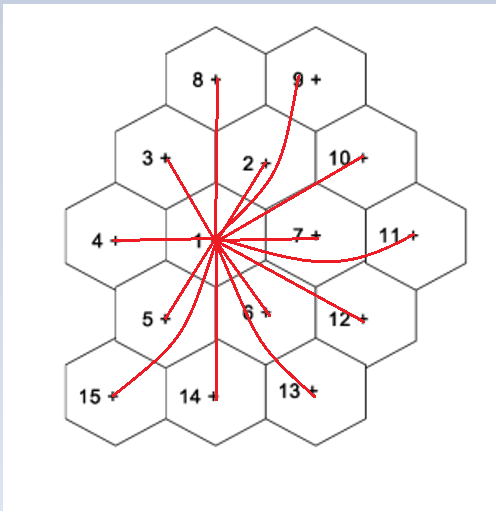 8 + 9 +
3 + 2 + 10 +
4 + 1 7 + 11 +
5 + 6 + 12 +
15 + 14 + 13 +